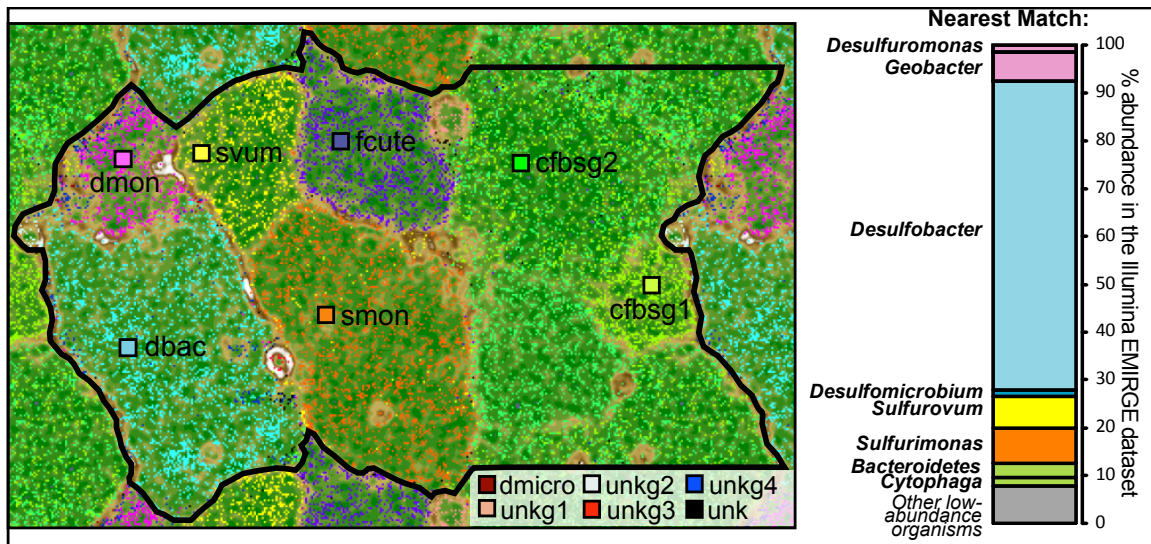 Nearest Match:
dmon
svum
fcute
cfbsg2
cfbsg1
smon
dbac
dmicro
unkg2
unkg4
unkg1
unkg3
unk
Desulfuromonas
Geobacter
Desulfobacter
Desulfomicrobium
Sulfurovum
Sulfurimonas
Bacteroidetes
Cytophaga
Other low-
abundance
organisms
100
90
80
70
60
50
40
30
20
10
0
% abundance in the Illumina EMIRGE dataset